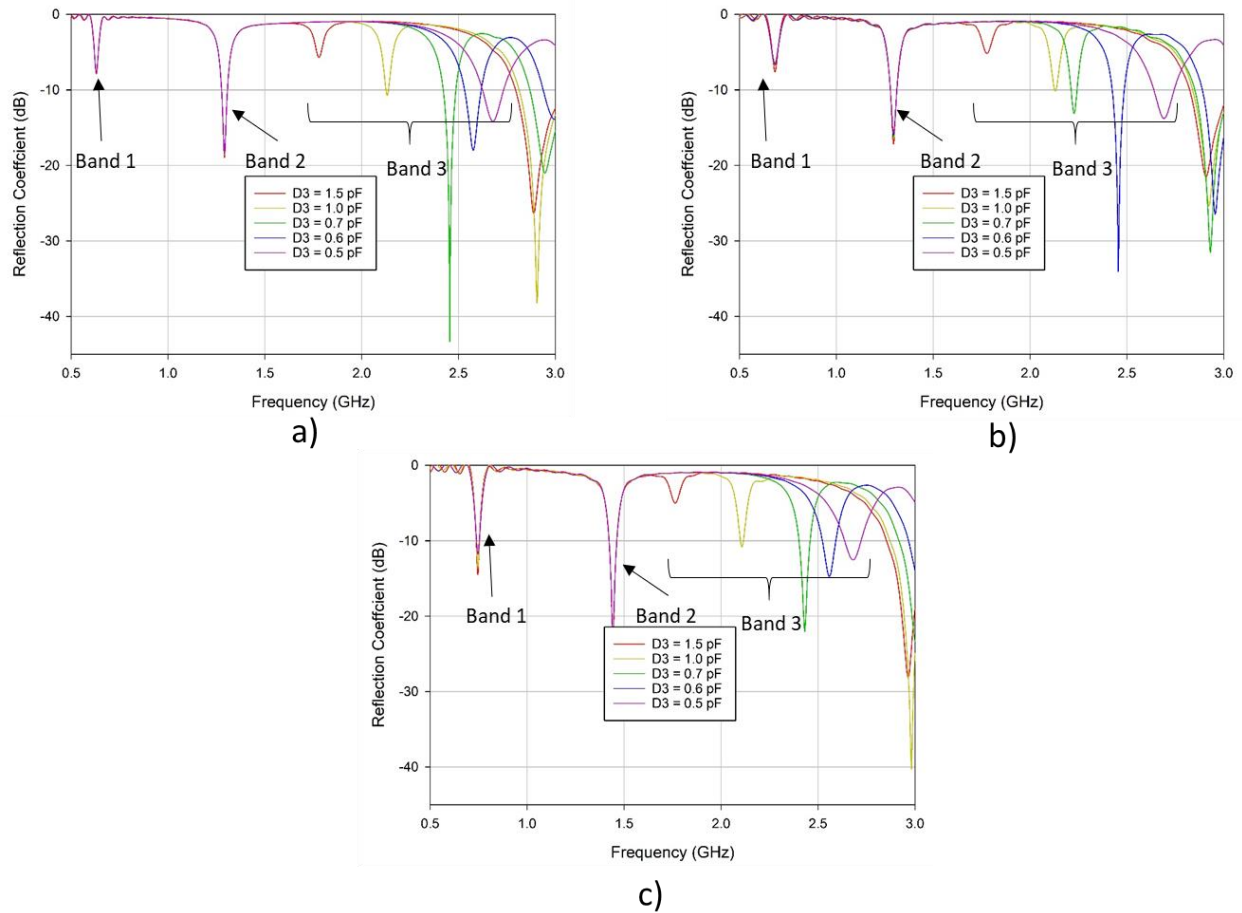 0
-10
-20
-30
-40
Reflection Coeffcient (dB)
Band 1
Band 2
Band 3
D3 = 1.5 pF
D3 = 1.0 pF
D3 = 0.7 pF
D3 = 0.6 pF
D3 = 0.5 pF
0.5 1.0 1.5 2.0 2.5 3.0
Frequency (GHz)
a)
0
-10
-20
-30
-40
Reflection Coeffcient (dB)
Band 1
Band 2
Band 3
D3 = 1.5 pF
D3 = 1.0 pF
D3 = 0.7 pF
D3 = 0.6 pF
D3 = 0.5 pF
0.5 1.0 1.5 2.0 2.5 3.0
Frequency (GHz)
b)
0
-10
-20
-30
-40
Reflection Coeffcient (dB)
Band 1
Band 2
Band 3
D3 = 1.5 pF
D3 = 1.0 pF
D3 = 0.7 pF
D3 = 0.6 pF
D3 = 0.5 pF
0.5 1.0 1.5 2.0 2.5 3.0
Frequency (GHz)
c)